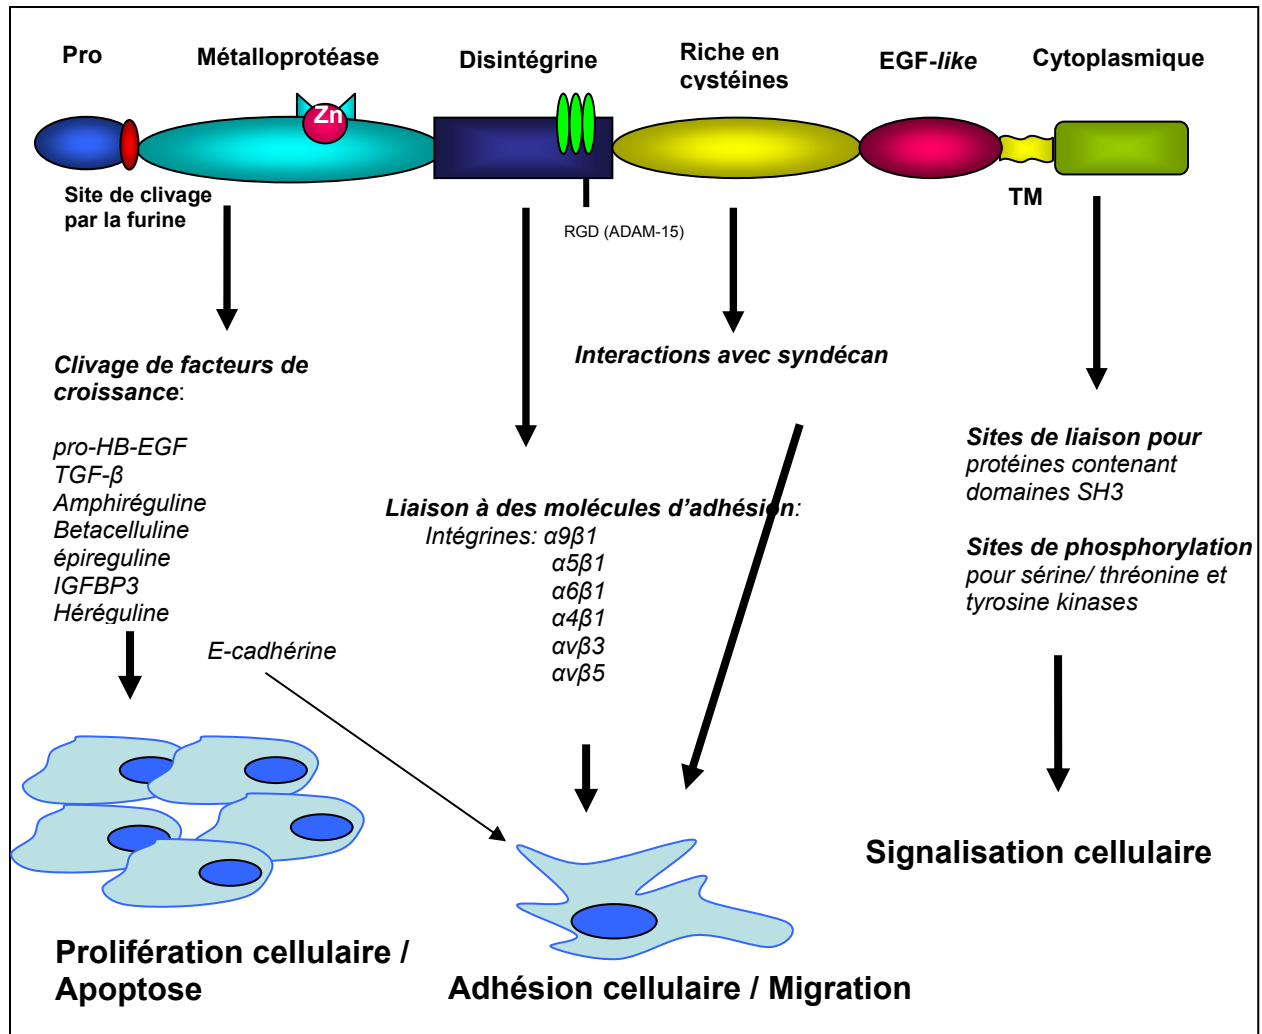 Pro
Métalloprotéase
Disintégrine
Riche en
cystéines
EGF-like
Cytoplasmique
Zn
Site de clivage
par la furine
TM
RGD (ADAM-15)
Clivage de facteurs de
croissance:
pro-HB-EGF
TGF-β
Amphiréguline
Betacelluline
épireguline
IGFBP3
Héréguline
E-cadhérine
Interactions avec syndécan
Liaison à des molécules d’adhésion:
Intégrines: α9β1
α5β1
α6β1
α4β1
αvβ3
αvβ5
Sites de liaison pour
protéines contenant
domaines SH3
Sites de phosphorylation
pour sérine/ thréonine et
tyrosine kinases
Signalisation cellulaire
Prolifération cellulaire /
Apoptose
Adhésion cellulaire / Migration